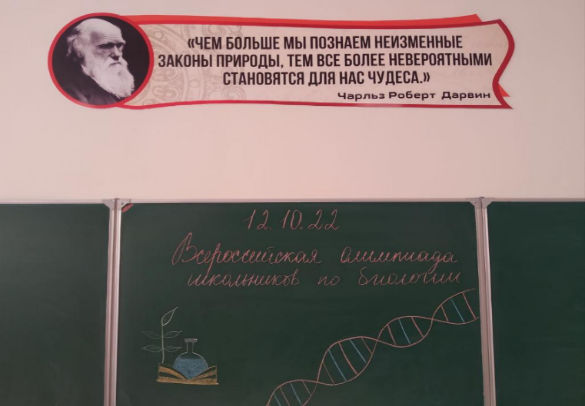 «ЧЕМ БОЛЬШЕ МЫ ПОЗНАЕМ НЕИЗМЕННЫЕ
ЗАКОНЫ ПРИРОДЫ, ТЕМ ВСЕ БОЛЕЕ НЕВЕРОЯТНЫМИ
СТАНОВЯТСЯ ДЛЯ НАС ЧУДЕСА.»
Чарльз Роберт Дарвин
12.10.22
Всероссийская олимпиада
школьников по биологии